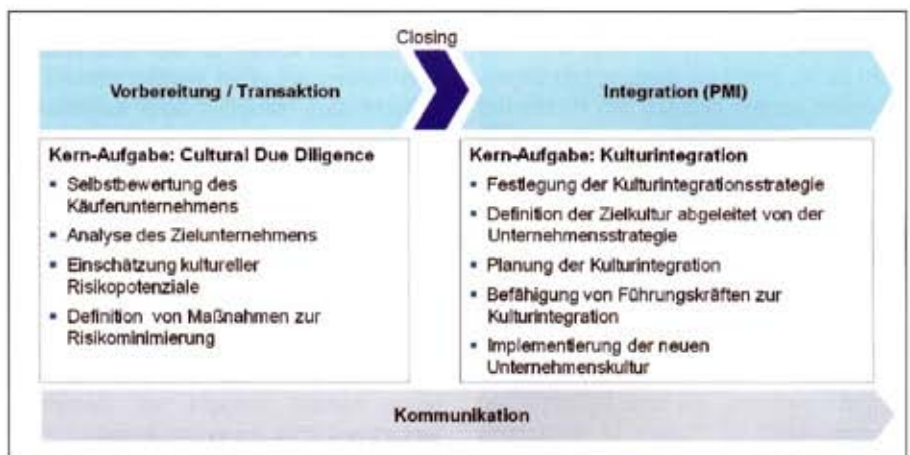 Closing
Vorbereitung / Transaktion
Integration (PMI)
Kern-Aufgabe: Cultural Due Diligence
▪ Selbstbewertung des
Käuferunternehmens
▪ Analyse des Zielunternehmens
▪ Einschätzung kultureller
Risikopotenziale
▪ Definition von Maßnahmen zur
Risikominimierung
Kern-Aufgabe: Kulturintegration
▪ Festlegung der Kulturintegrationsstrategie
▪ Definition der Zielkultur abgeleitet von der
Unternehmensstrategie
▪ Planung der Kulturintegration
▪ Befähigung von Führungskräften zur
Kulturintegration
▪ Implementierung der neuen
Unternehmenskultur
Kommunikation